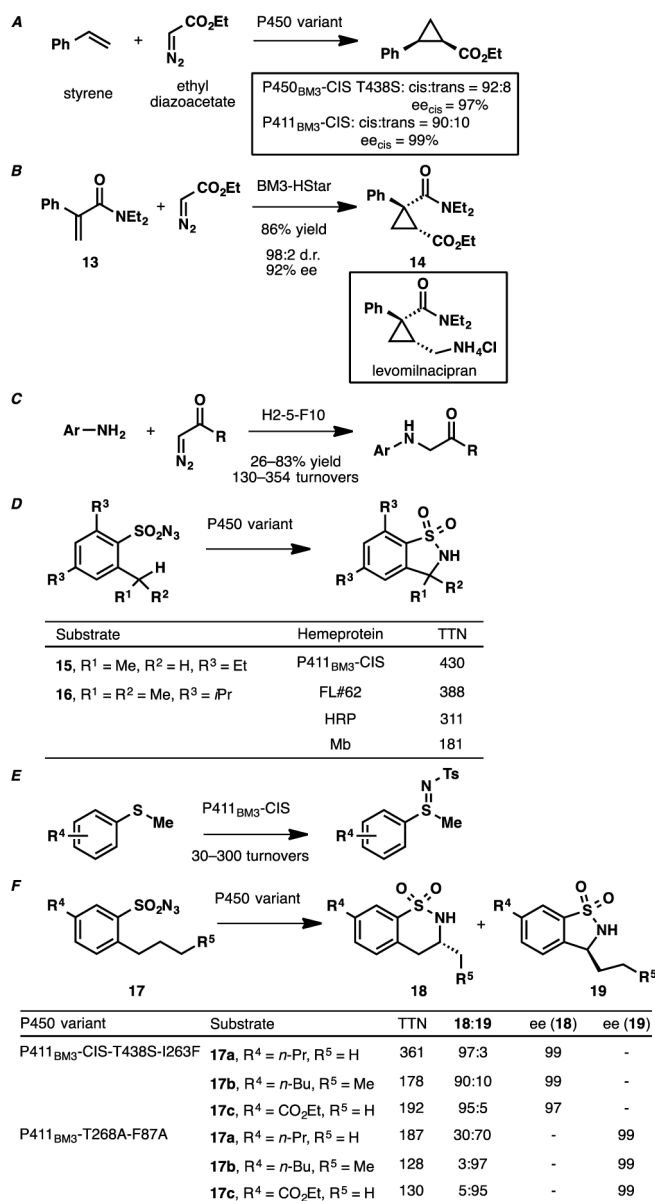 A
Ph
+
CO₂Et
N₂
P450 variant
Ph
CO₂Et
styrene
ethyl
diazoacetate
P450BM3-CIS T438S: cis:trans = 92:8
eecis = 97%
P411BM3-CIS: cis:trans = 90:10
eecis = 99%
B
Ph
O
NEt₂
13
+
CO₂Et
N₂
BM3-HStar
86% yield
98:2 d.r.
92% ee
Ph
O
NEt₂
CO₂Et
14
Ph
O
NEt₂
NH₄Cl
levomilnacipran
C
Ar—NH₂
+
O
R
N₂
H2-5-F10
26–83% yield
130–354 turnovers
Ar
H
N
O
R
D
R³
SO₂N₃
H
R³
R¹
R²
P450 variant
R³
O
O
S
NH
R³
R¹
R²
Substrate Hemeprotein TTN
15, R¹ = Me, R² = H, R³ = Et P411BM3-CIS 430
16, R¹ = R² = Me, R³ = iPr FL#62 388
HRP 311
Mb 181
E
R⁴
S
Me
P411BM3-CIS
30–300 turnovers
R⁴
N
Ts
S
Me
F
R⁴
SO₂N₃
R⁵
17
P450 variant
R⁴
O
O
S
NH
R⁵
18
+
R⁴
O
O
S
NH
R⁵
19
P450 variant Substrate TTN 18:19 ee (18) ee (19)
P411BM3-CIS-T438S-I263F 17a, R⁴ = n-Pr, R⁵ = H 361 97:3 99 -
17b, R⁴ = n-Bu, R⁵ = Me 178 90:10 99 -
17c, R⁴ = CO₂Et, R⁵ = H 192 95:5 97 -
P411BM3-T268A-F87A 17a, R⁴ = n-Pr, R⁵ = H 187 30:70 - 99
17b, R⁴ = n-Bu, R⁵ = Me 128 3:97 - 99
17c, R⁴ = CO₂Et, R⁵ = H 130 5:95 - 99